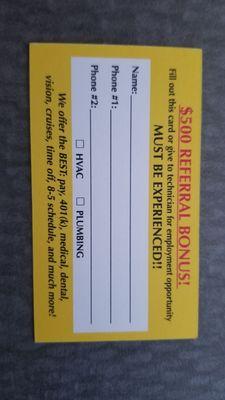 $500 REFERRAL BONUS!
Fill out this card or give to technician for employment opportunity
MUST BE EXPERIENCED!!
Name:
Phone #1:
Phone #2:
HVAC PLUMBING
We offer the BEST: pay, 401(k), medical, dental,
vision, cruises, time off, 8-5 schedule, and much more!